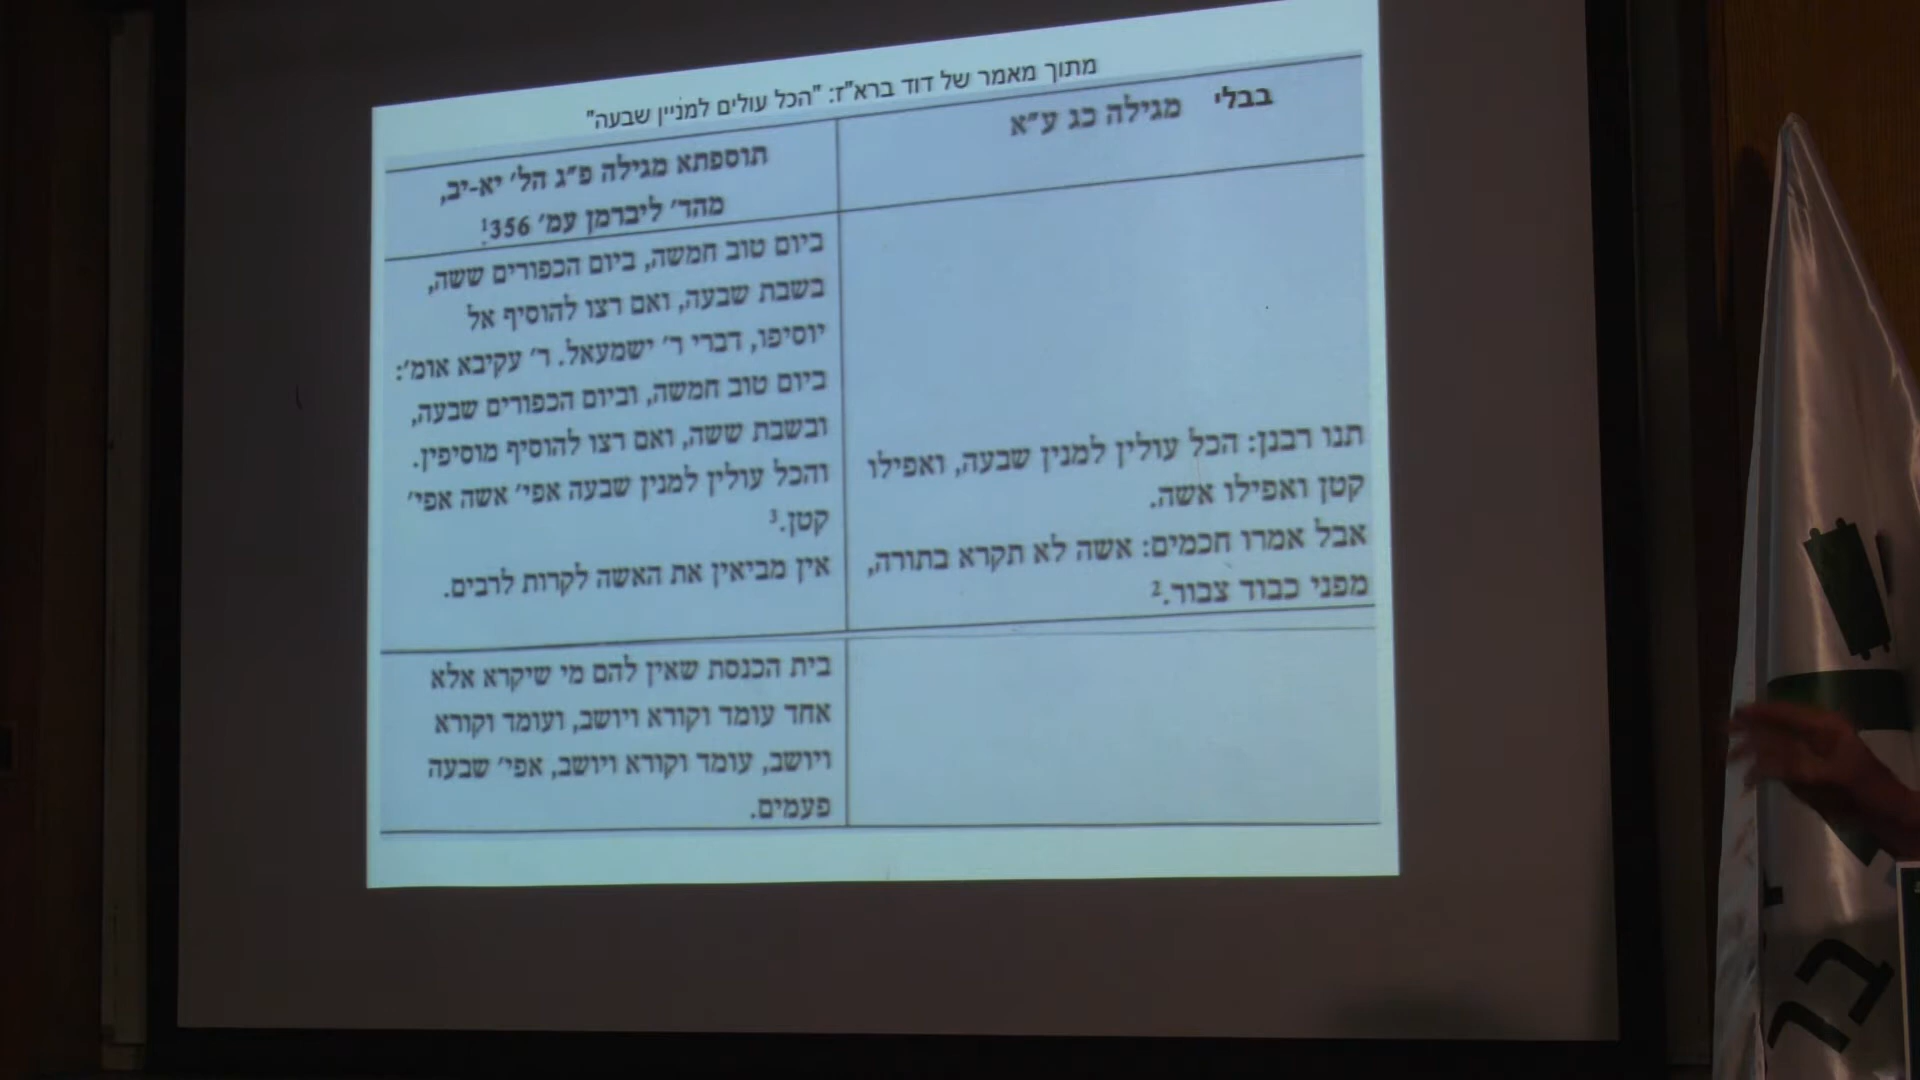 מתוך מאמר של דוד ברא"ז: "הכל עולים למניין שבעה"
בבלי מגילה כג ע"א
תנו רבנן: הכל עולין למנין שבעה, ואפילו
קטן ואפילו אשה.
אבל אמרו חכמים: אשה לא תקרא בתורה,
מפני כבוד צבור.2
תוספתא מגילה פ"ג הל' יא-יב,
מהד' ליברמן עמ' 356.1
ביום טוב חמשה, ביום הכפורים ששה,
בשבת שבעה, ואם רצו להוסיף אל
יוסיפו, דברי ר' ישמעאל. ר' עקיבא אומ':
ביום טוב חמשה, וביום הכפורים שבעה,
ובשבת ששה, ואם רצו להוסיף מוסיפין.
והכל עולין למנין שבעה אפי' אשה אפי'
קטן.3
אין מביאין את האשה לקרות לרבים.
בית הכנסת שאין להם מי שיקרא אלא
אחד עומד וקורא ויושב, ועומד וקורא
ויושב, עומד וקורא ויושב, אפי' שבעה
פעמים.
בר